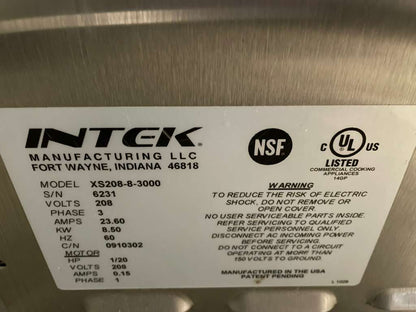 INTEK
MANUFACTURING LLC
FORT WAYNE, INDIANA 46818
NSF
C UL US
LISTED
COMMERCIAL COOKING
APPLIANCES
14GP
MODEL XS208-8-3000
S/N 6231
VOLTS 208
PHASE 3
AMPS 23.60
KW 8.50
HZ 60
C/N 0910302
MOTOR
HP 1/20
VOLTS 208
AMPS 0.15
PHASE 1
WARNING
TO REDUCE THE RISK OF ELECTRIC
SHOCK, DO NOT REMOVE OR
OPEN COVER.
NO USER SERVICEABLE PARTS INSIDE.
REFER SERVICING TO QUALIFIED
SERVICE PERSONNEL ONLY.
DISCONNECT AC INCOMING POWER
BEFORE SERVICING.
DO NOT CONNECT TO A CIRCUIT
OPERATING AT MORE THAN
150 VOLTS TO GROUND.
MANUFACTURED IN THE USA
PATENT PENDING